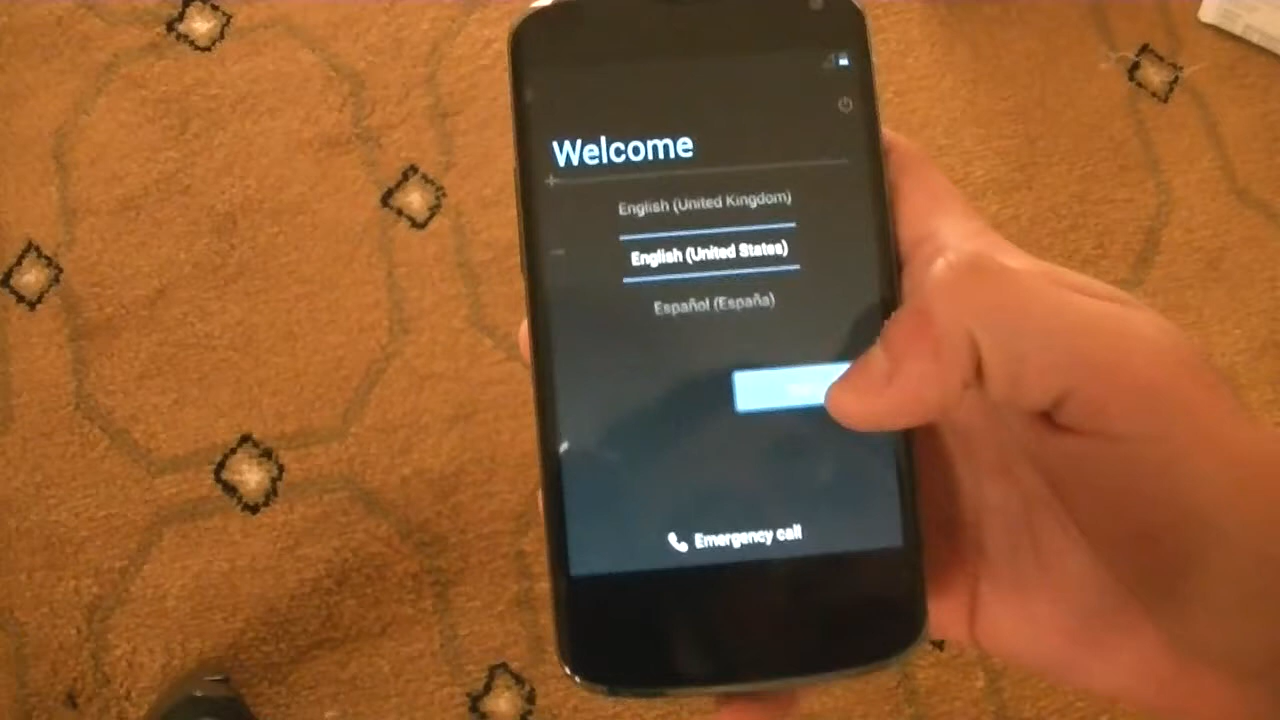 Welcome
English (United Kingdom)
English (United States)
Español (España)
Emergency call